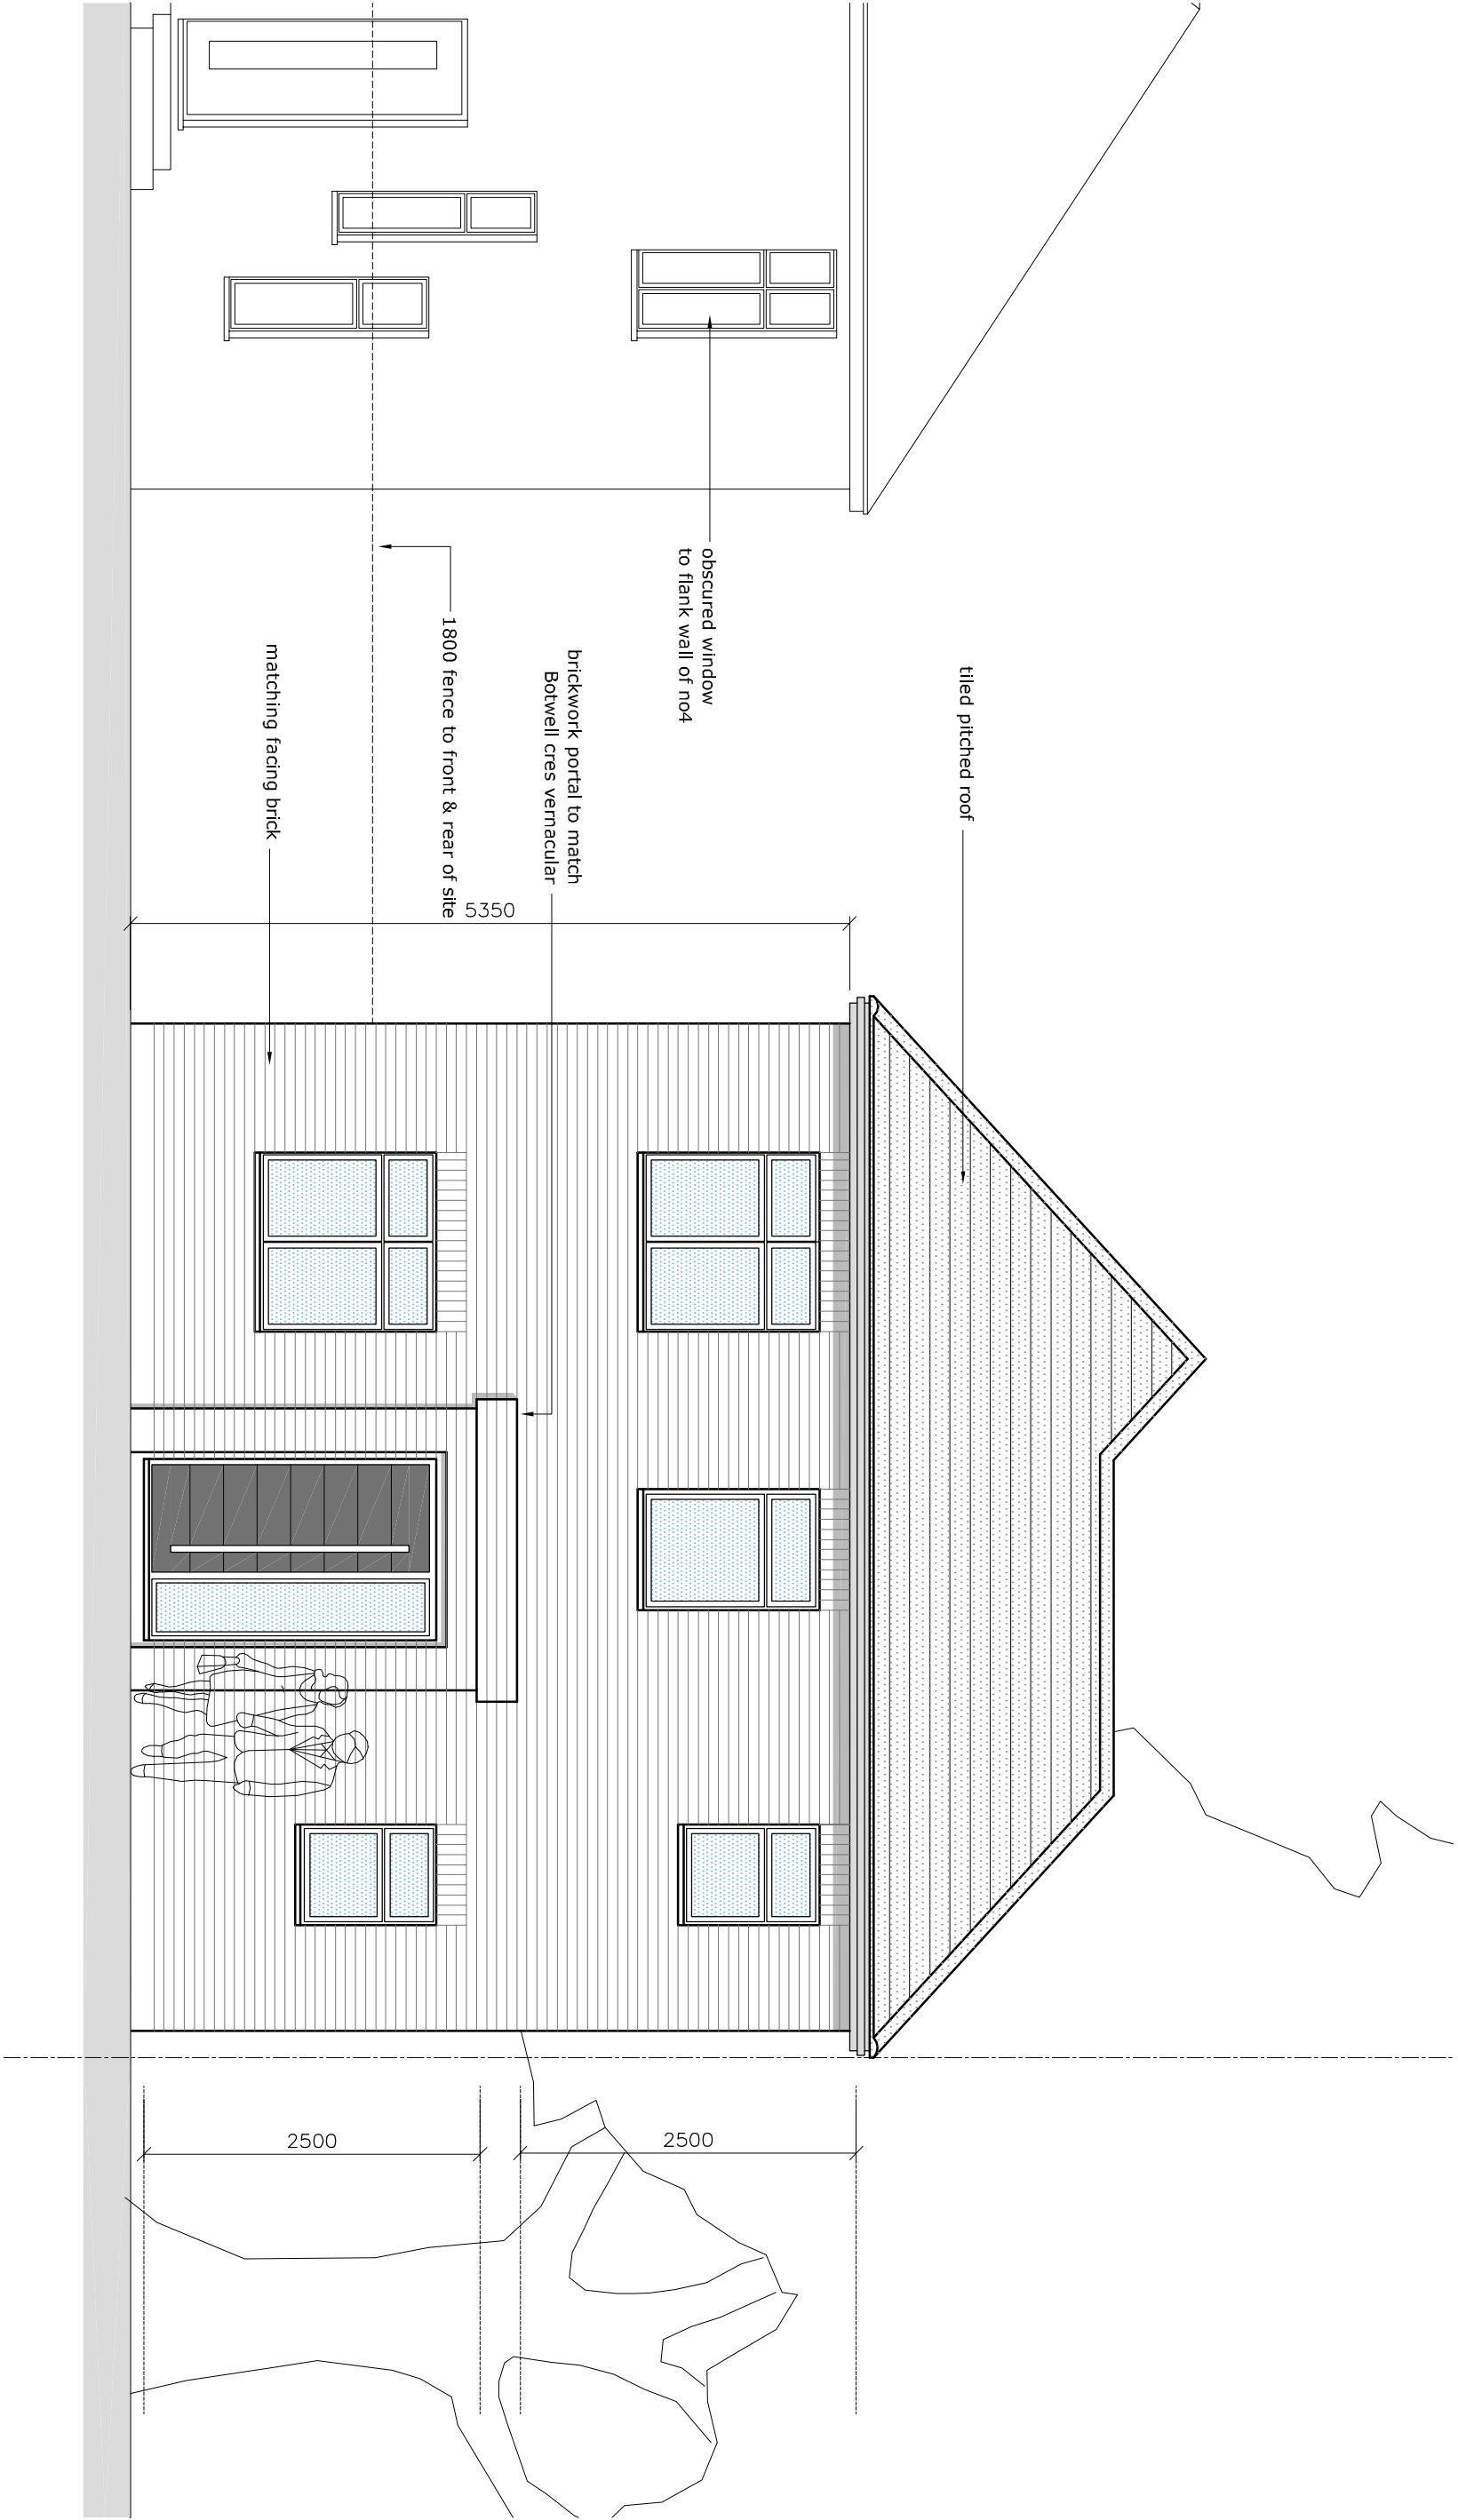 tiled pitched roof
obscured window
to flank wall of no4
brickwork portal to match
Botwell cres vernacular
1800 fence to front & rear of site
matching facing brick
5350
2500
2500